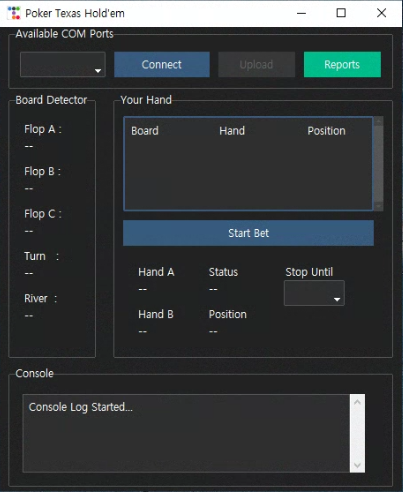 Poker Texas Hold'em
Available COM Ports
Connect Upload Reports
Board Detector
Flop A :
--
Flop B :
--
Flop C :
--
Turn :
--
River :
--
Your Hand
Board Hand Position
Start Bet
Hand A Status Stop Until
-- --
Hand B Position
-- --
Console
Console Log Started...